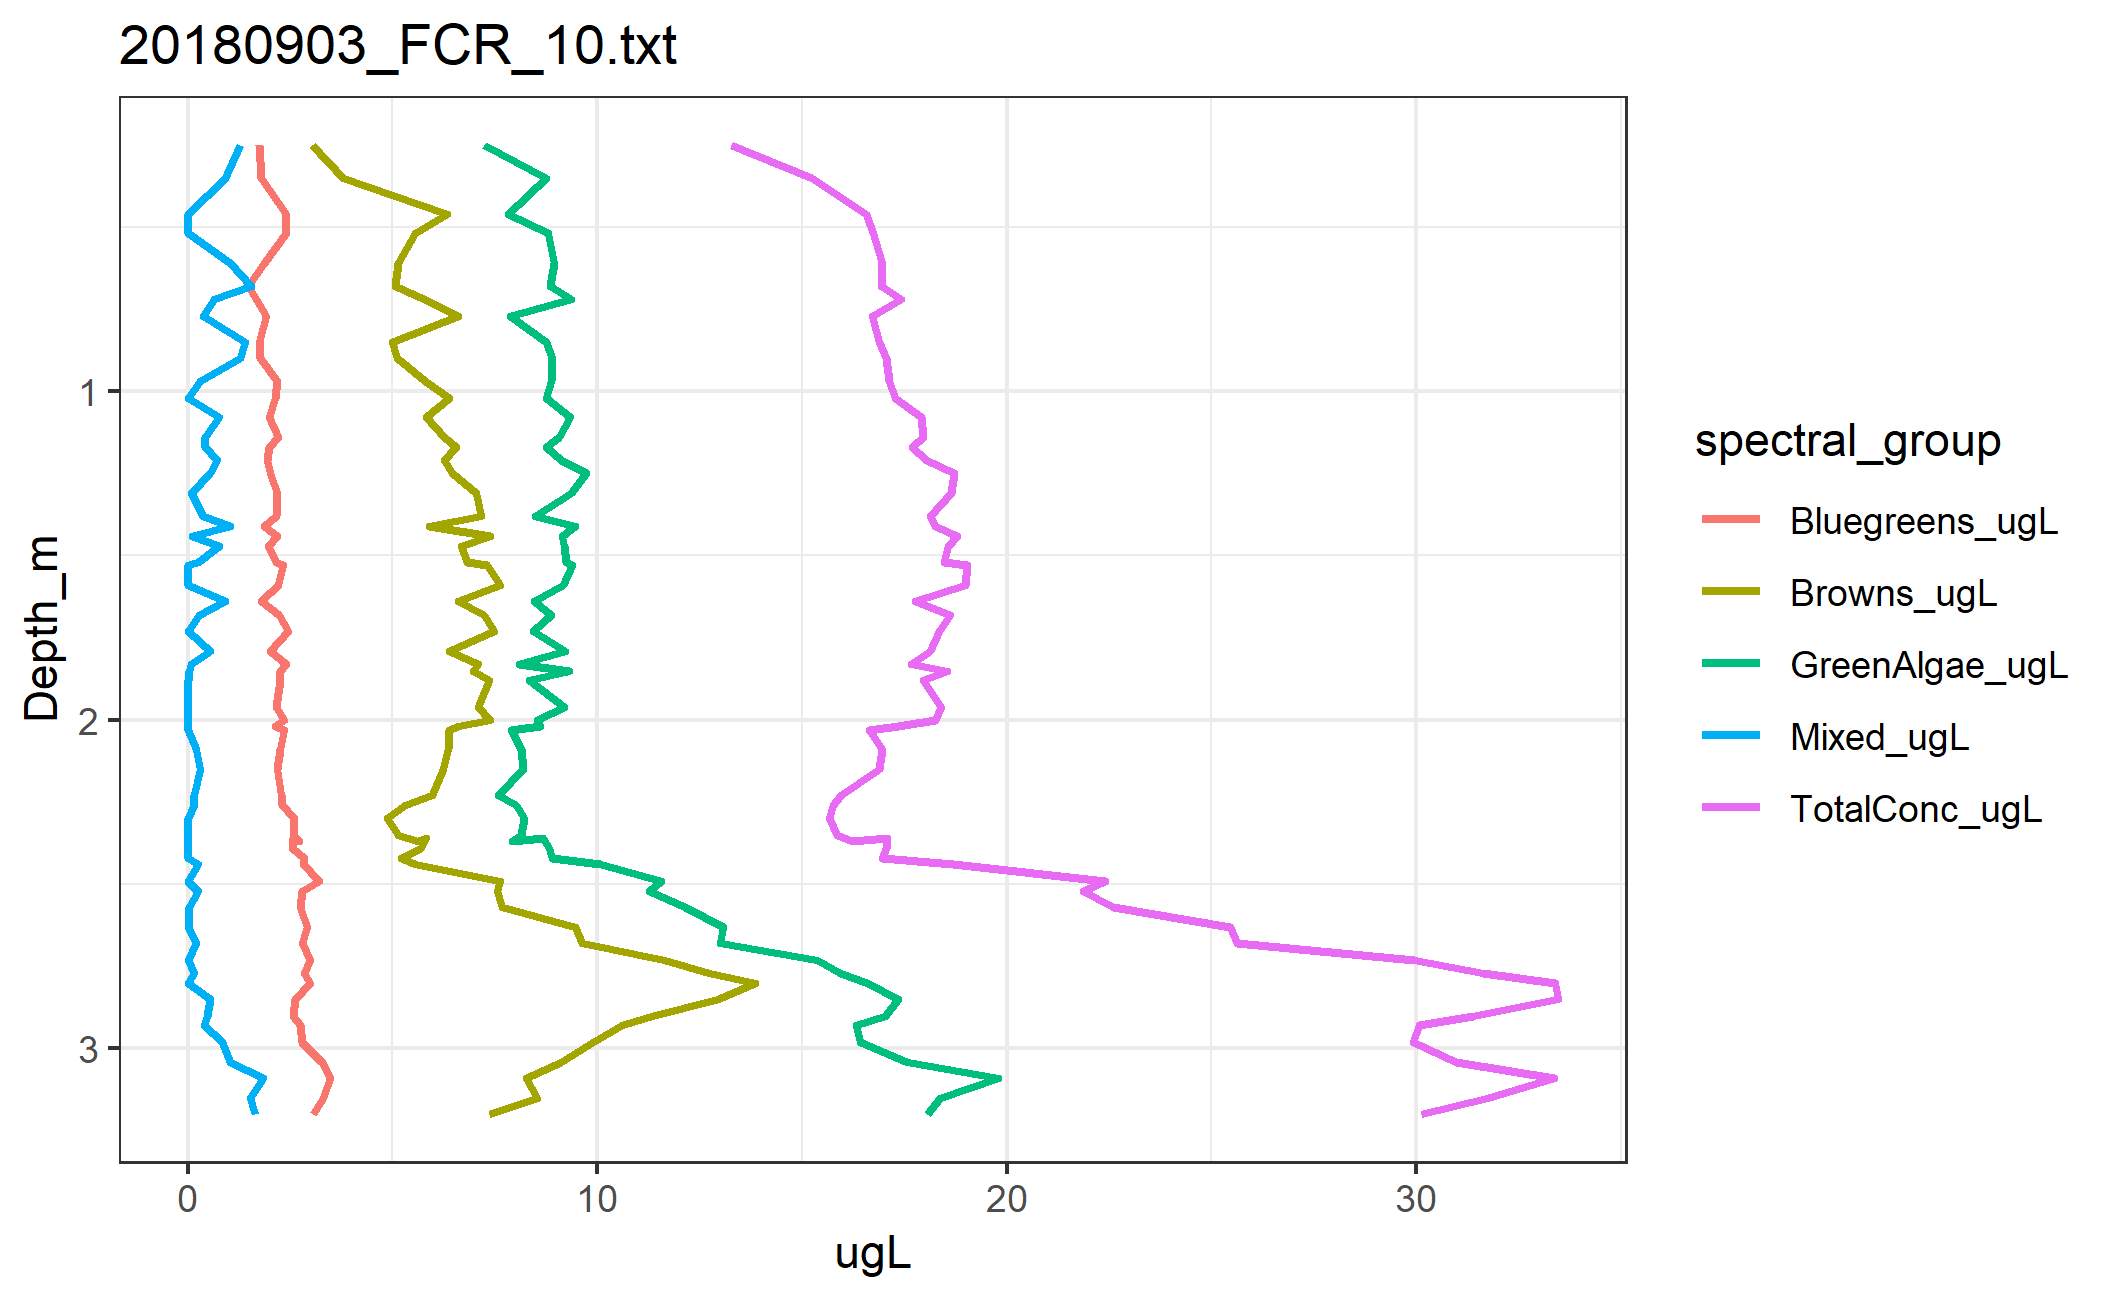 20180903_FCR_10.txt
Depth_m
1
2
3
0 10 20 30
ugL
spectral_group
Bluegreens_ugL
Browns_ugL
GreenAlgae_ugL
Mixed_ugL
TotalConc_ugL